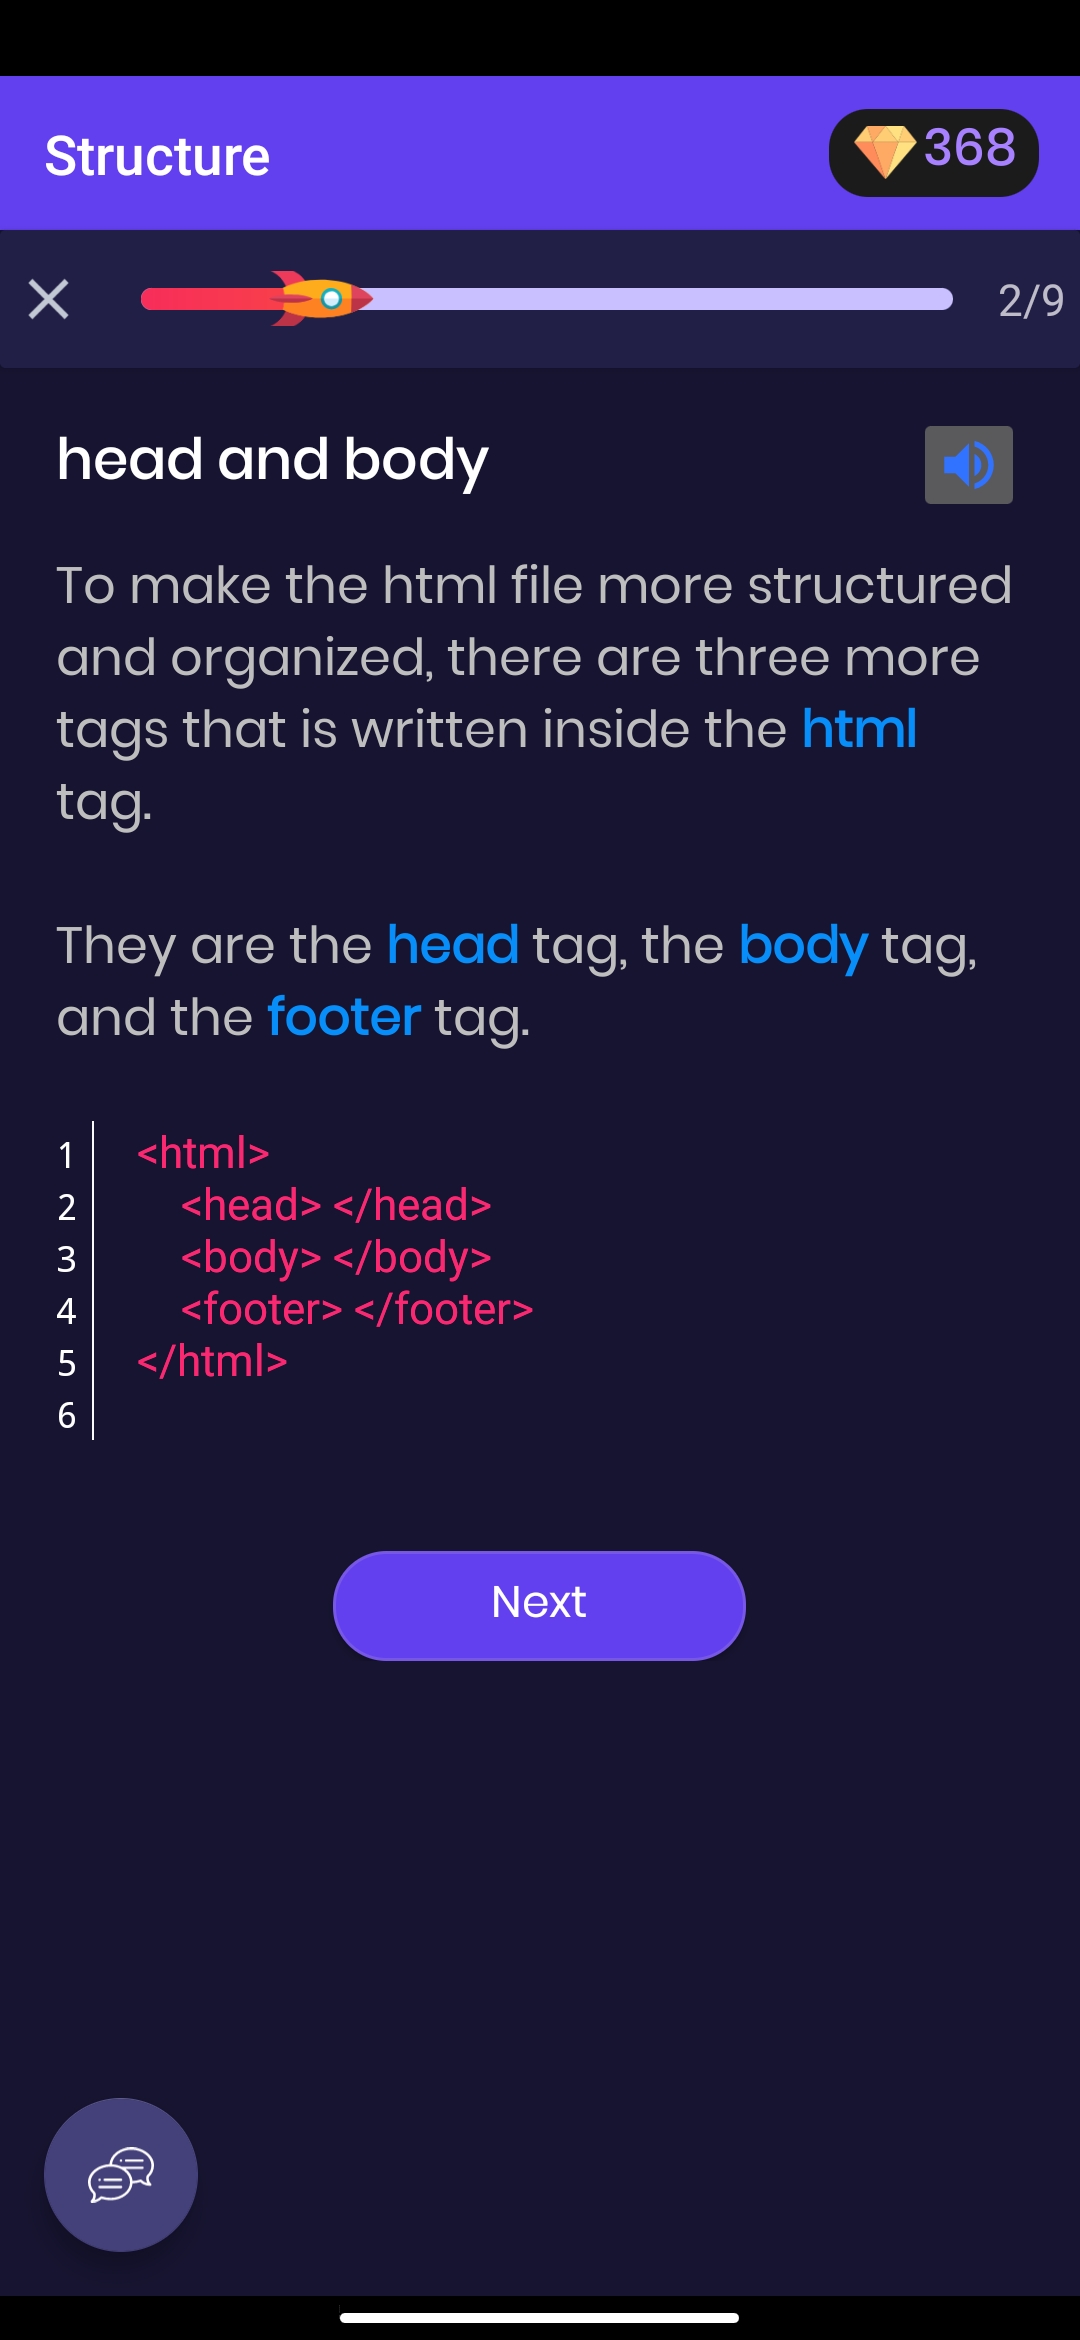 Structure
368
2/9
head and body
To make the html file more structured
and organized, there are three more
tags that is written inside the html
tag.
They are the head tag, the body tag,
and the footer tag.
1 <html>
2 <head> </head>
3 <body> </body>
4 <footer> </footer>
5 </html>
6
Next